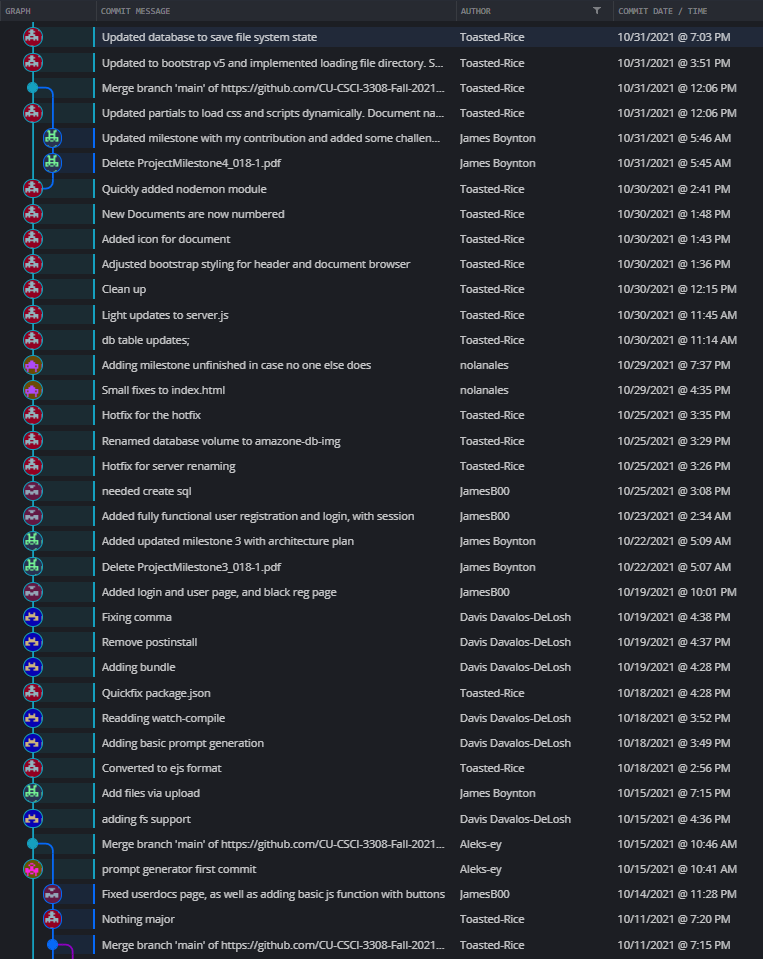 GRAPH COMMIT MESSAGE AUTHOR COMMIT DATE / TIME
Updated database to save file system state Toasted-Rice 10/31/2021 @ 7:03 PM
Updated to bootstrap v5 and implemented loading file directory. S... Toasted-Rice 10/31/2021 @ 3:51 PM
Merge branch 'main' of https://github.com/CU-CSCI-3308-Fall-2021... Toasted-Rice 10/31/2021 @ 12:06 PM
Updated partials to load css and scripts dynamically. Document na... Toasted-Rice 10/31/2021 @ 12:06 PM
Updated milestone with my contribution and added some challen... James Boynton 10/31/2021 @ 5:46 AM
Delete ProjectMilestone4_018-1.pdf James Boynton 10/31/2021 @ 5:45 AM
Quickly added nodemon module Toasted-Rice 10/30/2021 @ 2:41 PM
New Documents are now numbered Toasted-Rice 10/30/2021 @ 1:48 PM
Added icon for document Toasted-Rice 10/30/2021 @ 1:43 PM
Adjusted bootstrap styling for header and document browser Toasted-Rice 10/30/2021 @ 1:36 PM
Clean up Toasted-Rice 10/30/2021 @ 12:15 PM
Light updates to server.js Toasted-Rice 10/30/2021 @ 11:45 AM
db table updates; Toasted-Rice 10/30/2021 @ 11:14 AM
Adding milestone unfinished in case no one else does nolanales 10/29/2021 @ 7:37 PM
Small fixes to index.html nolanales 10/29/2021 @ 4:35 PM
Hotfix for the hotfix Toasted-Rice 10/25/2021 @ 3:35 PM
Renamed database volume to amazone-db-img Toasted-Rice 10/25/2021 @ 3:29 PM
Hotfix for server renaming Toasted-Rice 10/25/2021 @ 3:26 PM
needed create sql JamesB00 10/25/2021 @ 3:08 PM
Added fully functional user registration and login, with session JamesB00 10/23/2021 @ 2:34 AM
Added updated milestone 3 with architecture plan James Boynton 10/22/2021 @ 5:09 AM
Delete ProjectMilestone3_018-1.pdf James Boynton 10/22/2021 @ 5:07 AM
Added login and user page, and black reg page JamesB00 10/19/2021 @ 10:01 PM
Fixing comma Davis Davalos-DeLosh 10/19/2021 @ 4:38 PM
Remove postinstall Davis Davalos-DeLosh 10/19/2021 @ 4:37 PM
Adding bundle Davis Davalos-DeLosh 10/19/2021 @ 4:28 PM
Quickfix package.json Toasted-Rice 10/18/2021 @ 4:28 PM
Readding watch-compile Davis Davalos-DeLosh 10/18/2021 @ 3:52 PM
Adding basic prompt generation Davis Davalos-DeLosh 10/18/2021 @ 3:49 PM
Converted to ejs format Toasted-Rice 10/18/2021 @ 2:56 PM
Add files via upload James Boynton 10/15/2021 @ 7:15 PM
adding fs support Davis Davalos-DeLosh 10/15/2021 @ 4:36 PM
Merge branch 'main' of https://github.com/CU-CSCI-3308-Fall-2021... Aleks-ey 10/15/2021 @ 10:46 AM
prompt generator first commit Aleks-ey 10/15/2021 @ 10:41 AM
Fixed userdocs page, as well as adding basic js function with buttons JamesB00 10/14/2021 @ 11:28 PM
Nothing major Toasted-Rice 10/11/2021 @ 7:20 PM
Merge branch 'main' of https://github.com/CU-CSCI-3308-Fall-2021... Toasted-Rice 10/11/2021 @ 7:15 PM